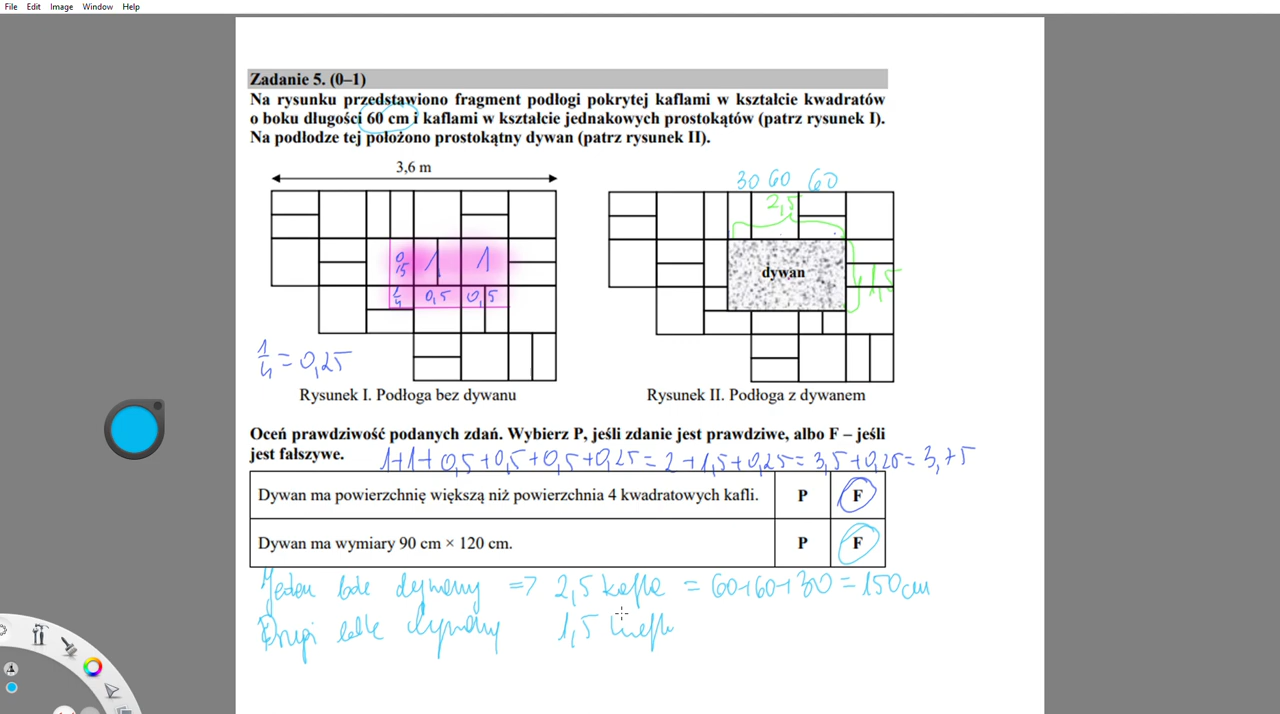 File Edit Image Window Help
Zadanie 5. (0–1)
Na rysunku przedstawiono fragment podłogi pokrytej kaflami w kształcie kwadratów
o boku długości 60 cm i kaflami w kształcie jednakowych prostokątów (patrz rysunek I).
Na podłodze tej położono prostokątny dywan (patrz rysunek II).
3,6 m
30 60 60
2,5
0,5 1 1
1/4 0,5 0,5
dywan
1,5
1/4 = 0,25
Rysunek I. Podłoga bez dywanu
Rysunek II. Podłoga z dywanem
Oceń prawdziwość podanych zdań. Wybierz P, jeśli zdanie jest prawdziwe, albo F – jeśli
jest fałszywe.
1+1+0,5+0,5+0,5+0,25=2+1,5+0,25=3,5+0,25=3,75
Dywan ma powierzchnię większą niż powierzchnia 4 kwadratowych kafli. P F
Dywan ma wymiary 90 cm × 120 cm. P F
Jeden bok dywanu => 2,5 kafla = 60+60+30=150cm
Drugi bok dywanu 1,5